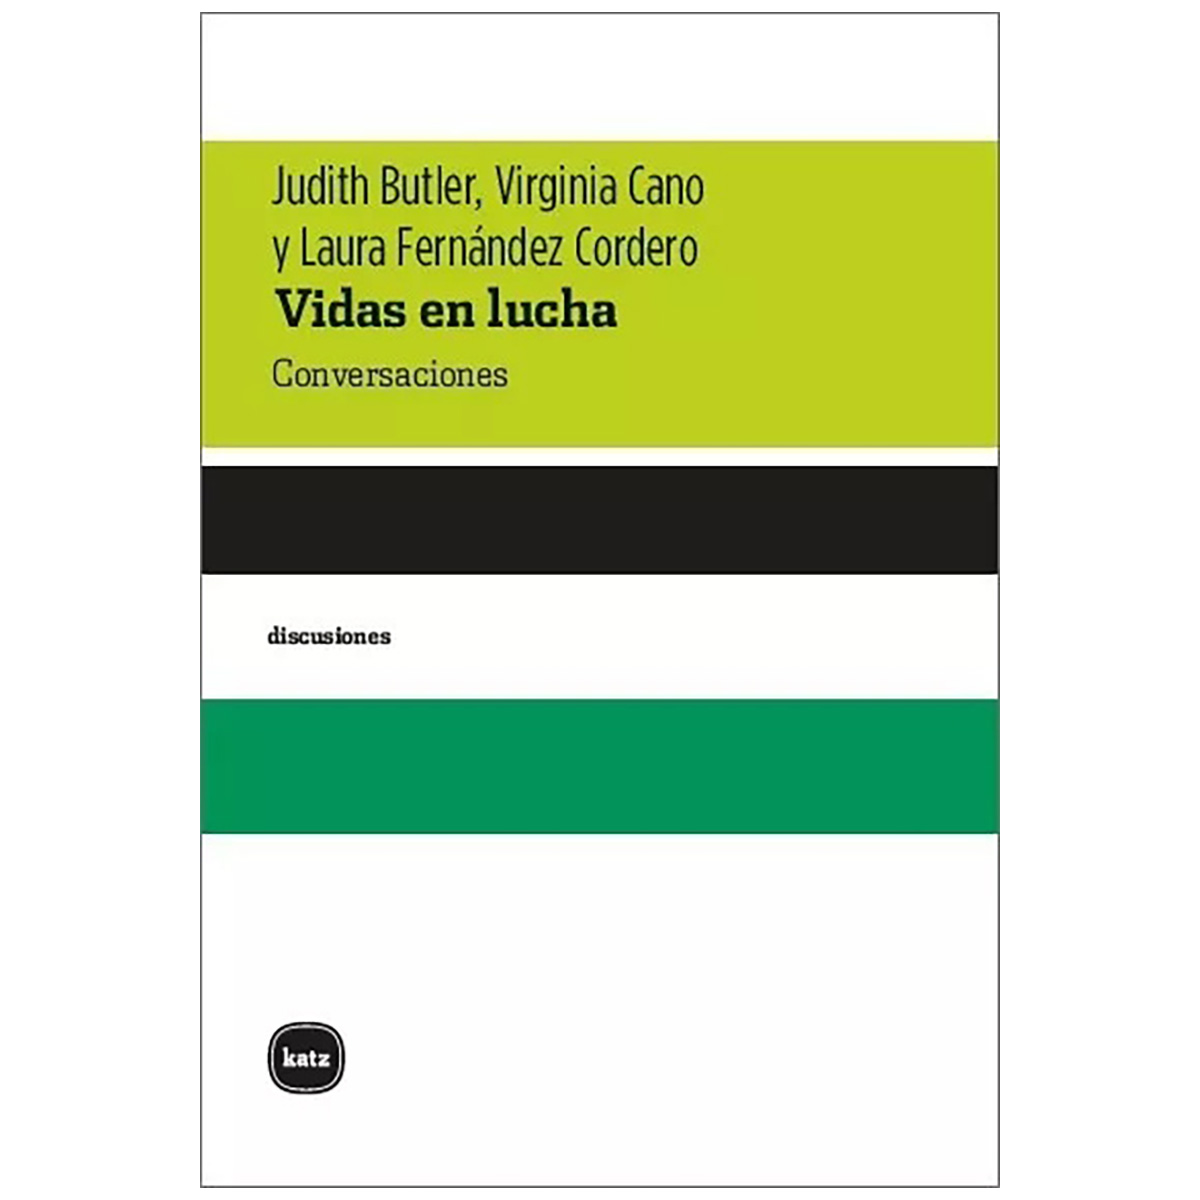 Judith Butler, Virginia Cano
y Laura Fernández Cordero
Vidas en lucha
Conversaciones
discusiones
katz